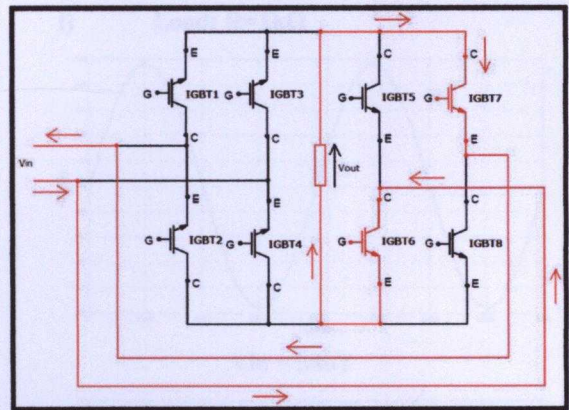 E E C C
G IGBT1 G IGBT3 G IGBT5 G IGBT7
C C E E
Vin
Vout
E E C C
G IGBT2 G IGBT4 G IGBT6 G IGBT8
C C E E